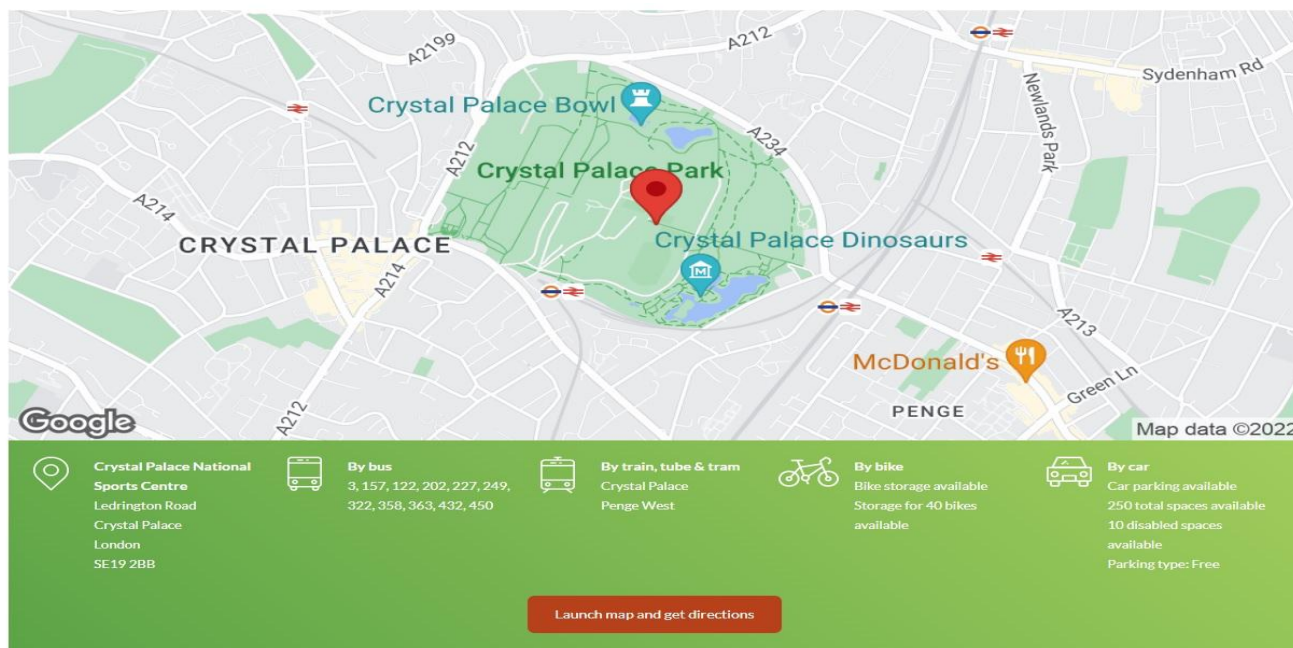 A2199
A212
Sydenham Rd
Newlands Park
Crystal Palace Bowl
A234
A212
Crystal Palace Park
A214
CRYSTAL PALACE
Crystal Palace Dinosaurs
M
A214
A213
McDonald's
Green Ln
PENGE
A212
Google
Map data ©2022
Crystal Palace National
Sports Centre
Ledrington Road
Crystal Palace
London
SE19 2BB
By bus
3, 157, 122, 202, 227, 249,
322, 358, 363, 432, 450
By train, tube & tram
Crystal Palace
Penge West
By bike
Bike storage available
Storage for 40 bikes
available
By car
Car parking available
250 total spaces available
10 disabled spaces
available
Parking type: Free
Launch map and get directions